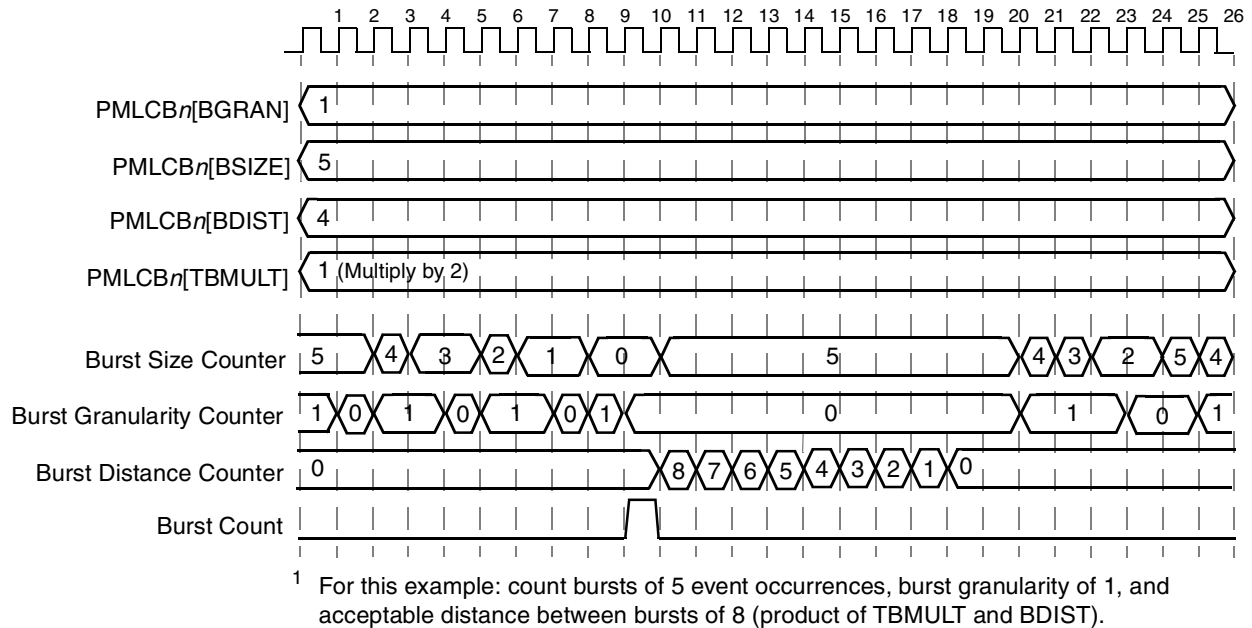 1 2 3 4 5 6 7 8 9 10 11 12 13 14 15 16 17 18 19 20 21 22 23 24 25 26
PMLCBn[BGRAN] 1
PMLCBn[BSIZE] 5
PMLCBn[BDIST] 4
PMLCBn[TBMULT] 1 (Multiply by 2)
Burst Size Counter 5 4 3 2 1 0 5 4 3 2 5 4
Burst Granularity Counter 1 0 1 0 1 0 1 0 1 0 1
Burst Distance Counter 0 8 7 6 5 4 3 2 1 0
Burst Count
1 For this example: count bursts of 5 event occurrences, burst granularity of 1, and
acceptable distance between bursts of 8 (product of TBMULT and BDIST).